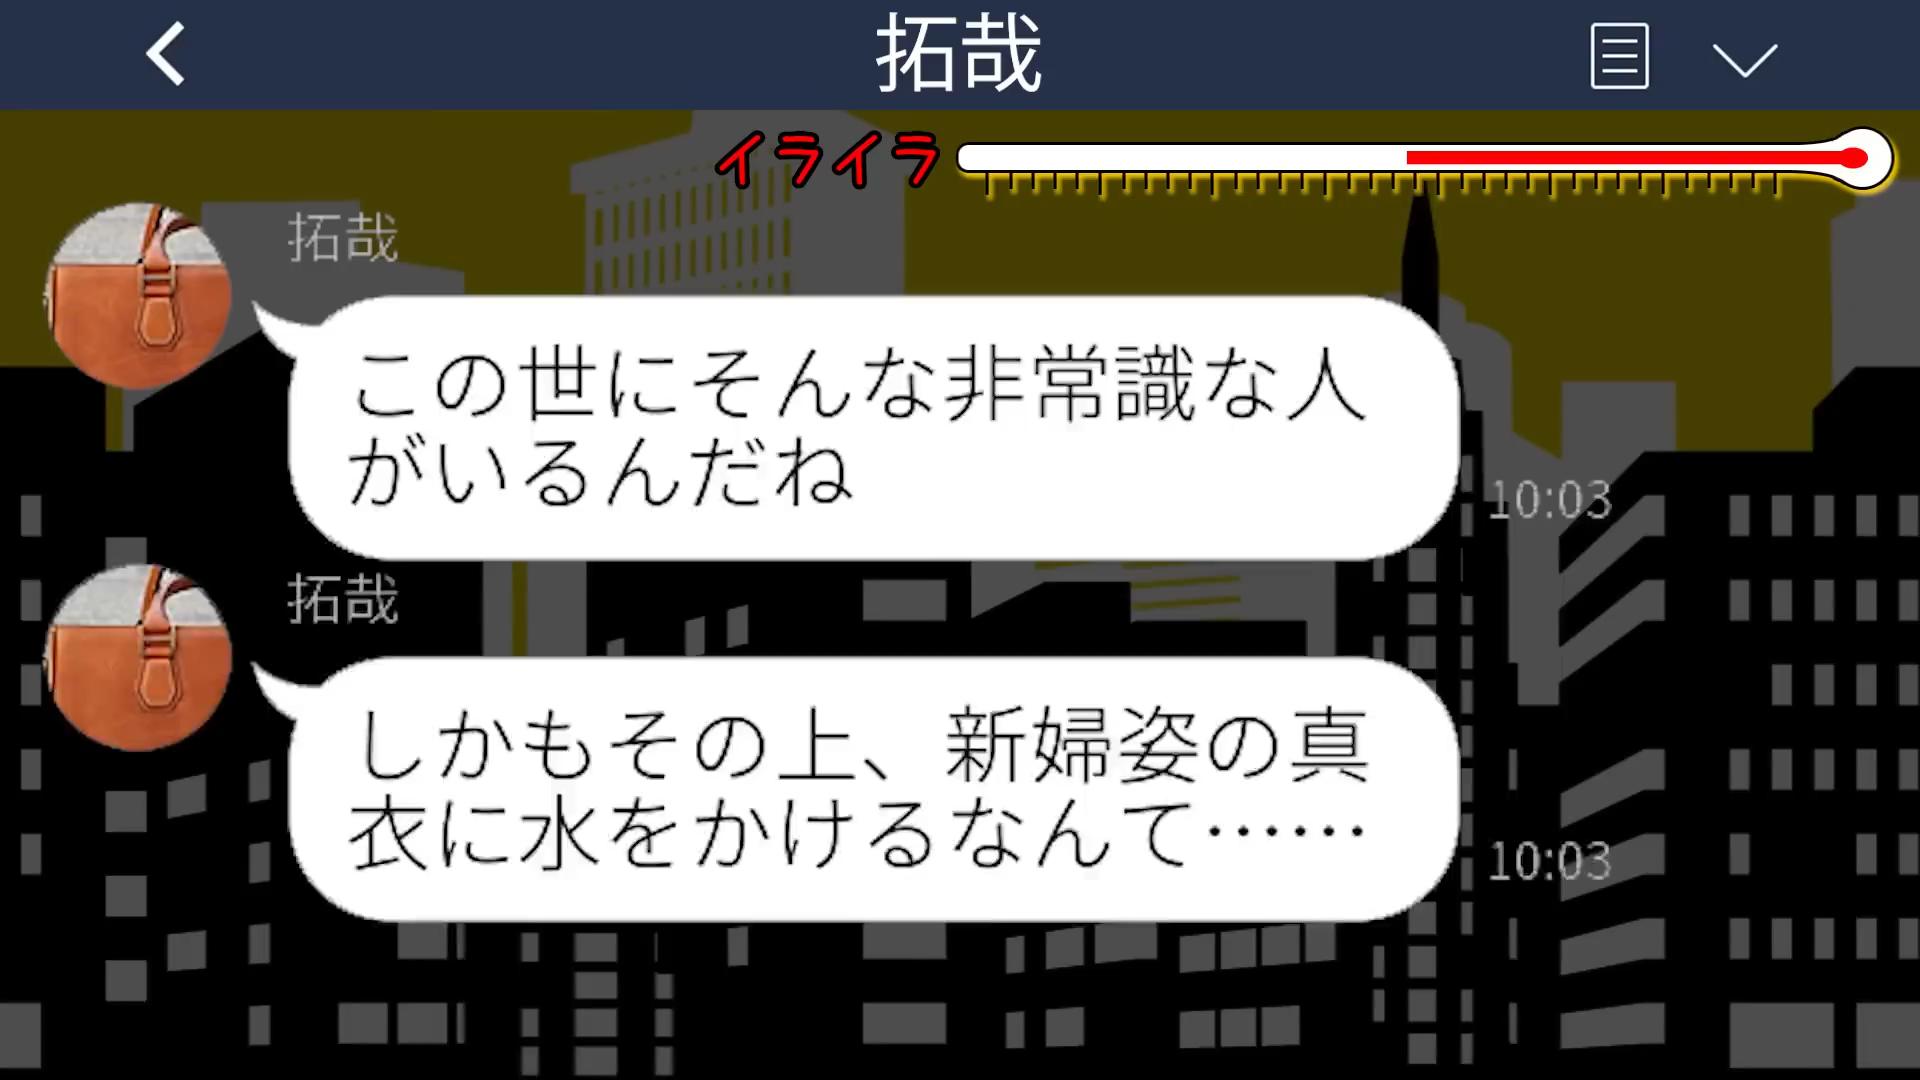 拓哉
イライラ
拓哉
この世にそんな非常識な人
がいるんだね
10:03
拓哉
しかもその上、新婦姿の真
衣に水をかけるなんて……
10:03